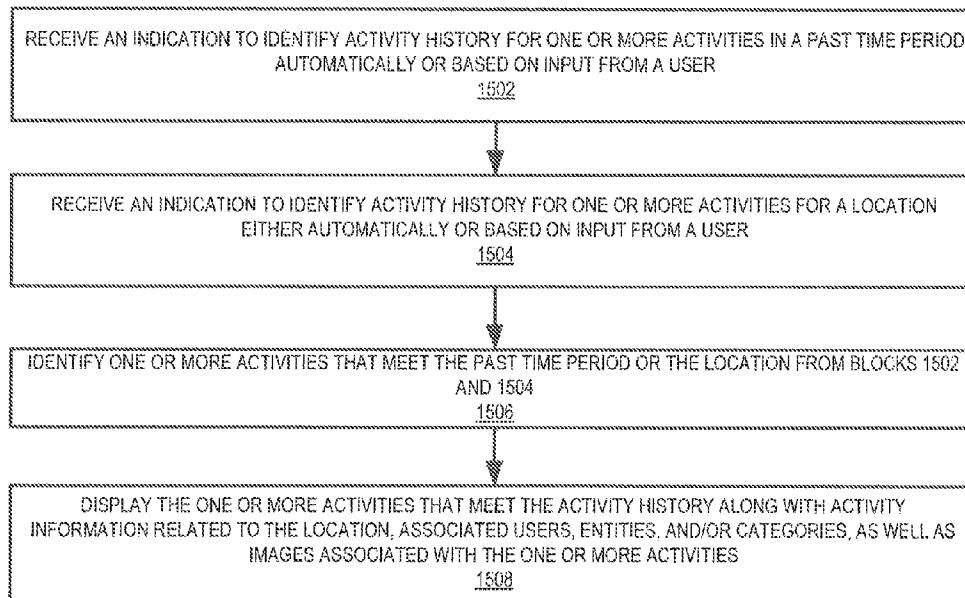 RECEIVE AN INDICATION TO IDENTIFY ACTIVITY HISTORY FOR ONE OR MORE ACTIVITIES IN A PAST TIME PERIOD
AUTOMATICALLY OR BASED ON INPUT FROM A USER
1502
RECEIVE AN INDICATION TO IDENTIFY ACTIVITY HISTORY FOR ONE OR MORE ACTIVITIES FOR A LOCATION
EITHER AUTOMATICALLY OR BASED ON INPUT FROM A USER
1504
IDENTIFY ONE OR MORE ACTIVITIES THAT MEET THE PAST TIME PERIOD OR THE LOCATION FROM BLOCKS 1502
AND 1504
1506
DISPLAY THE ONE OR MORE ACTIVITIES THAT MEET THE ACTIVITY HISTORY ALONG WITH ACTIVITY
INFORMATION RELATED TO THE LOCATION, ASSOCIATED USERS, ENTITIES, AND/OR CATEGORIES, AS WELL AS
IMAGES ASSOCIATED WITH THE ONE OR MORE ACTIVITIES
1508